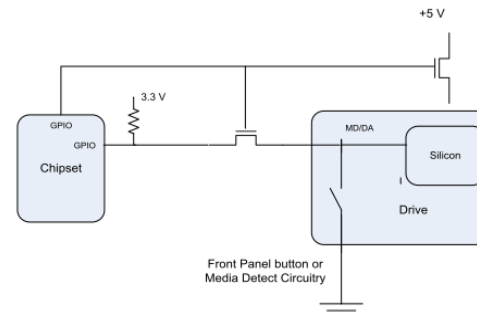 +5 V
3.3 V
GPIO
GPIO
Chipset
MD/DA
Silicon
Drive
Front Panel button or
Media Detect Circuitry